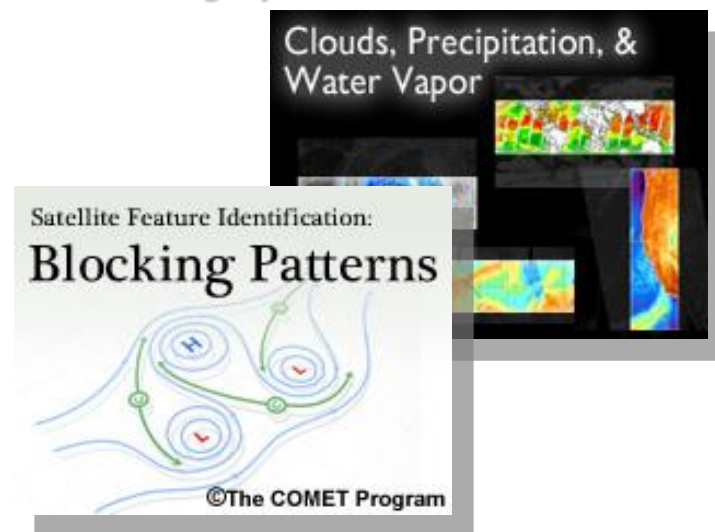 Clouds, Precipitation, &
Water Vapor
Satellite Feature Identification:
Blocking Patterns
H
L
L
©The COMET Program